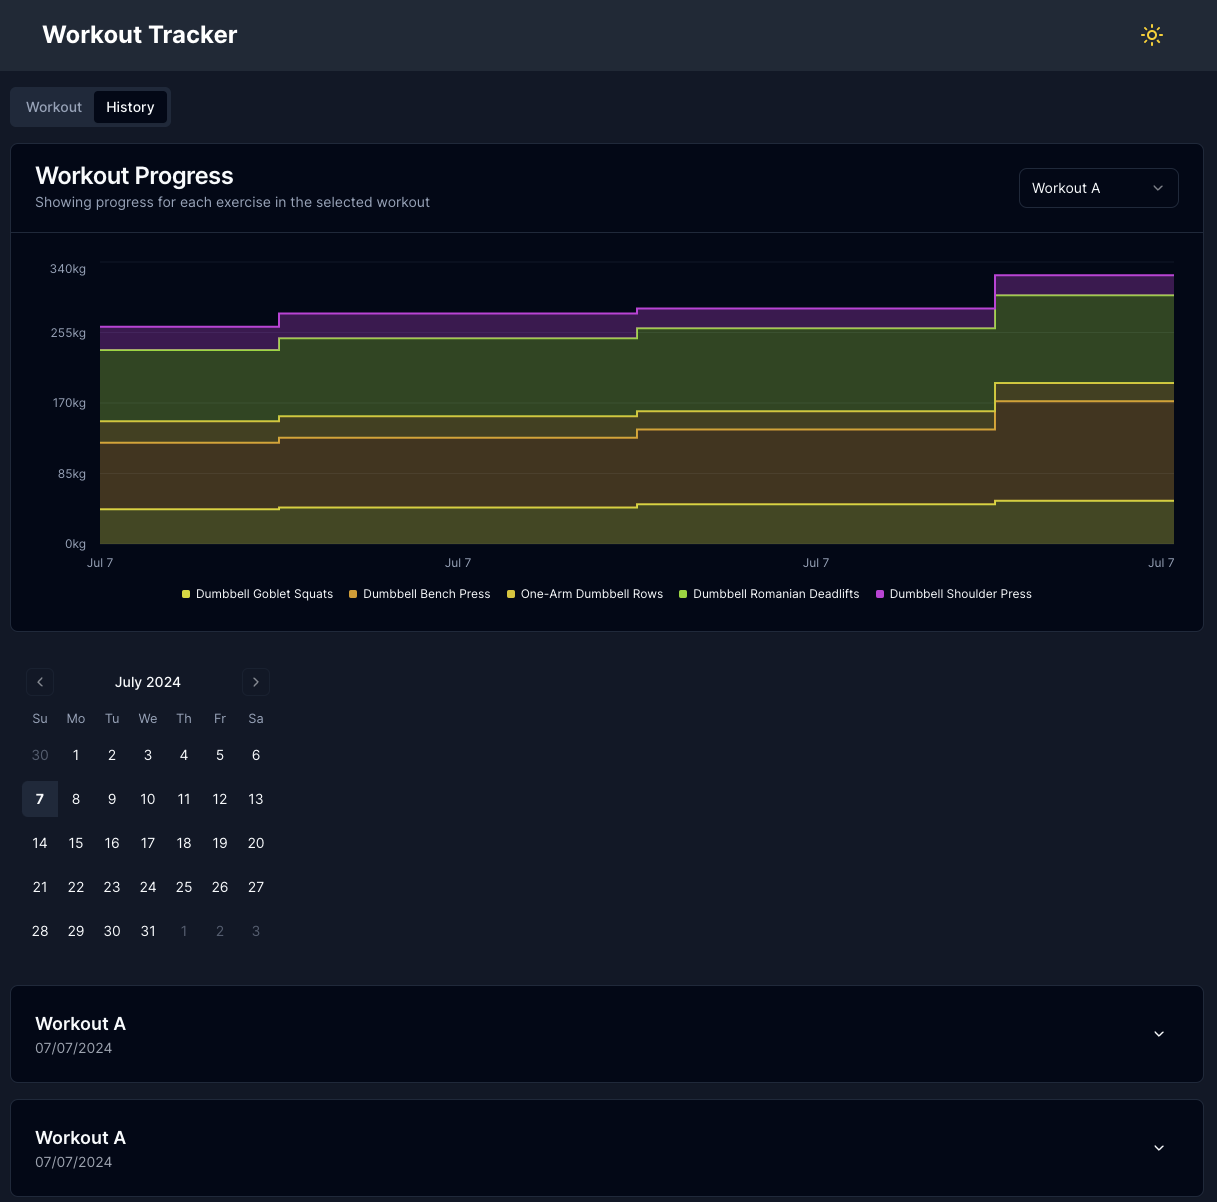 Workout Tracker
Workout History
Workout Progress
Showing progress for each exercise in the selected workout
Workout A
340kg
255kg
170kg
85kg
0kg
Jul 7 Jul 7 Jul 7 Jul 7
Dumbbell Goblet Squats Dumbbell Bench Press One-Arm Dumbbell Rows Dumbbell Romanian Deadlifts Dumbbell Shoulder Press
July 2024
Su Mo Tu We Th Fr Sa
30 1 2 3 4 5 6
7 8 9 10 11 12 13
14 15 16 17 18 19 20
21 22 23 24 25 26 27
28 29 30 31 1 2 3
Workout A
07/07/2024
Workout A
07/07/2024